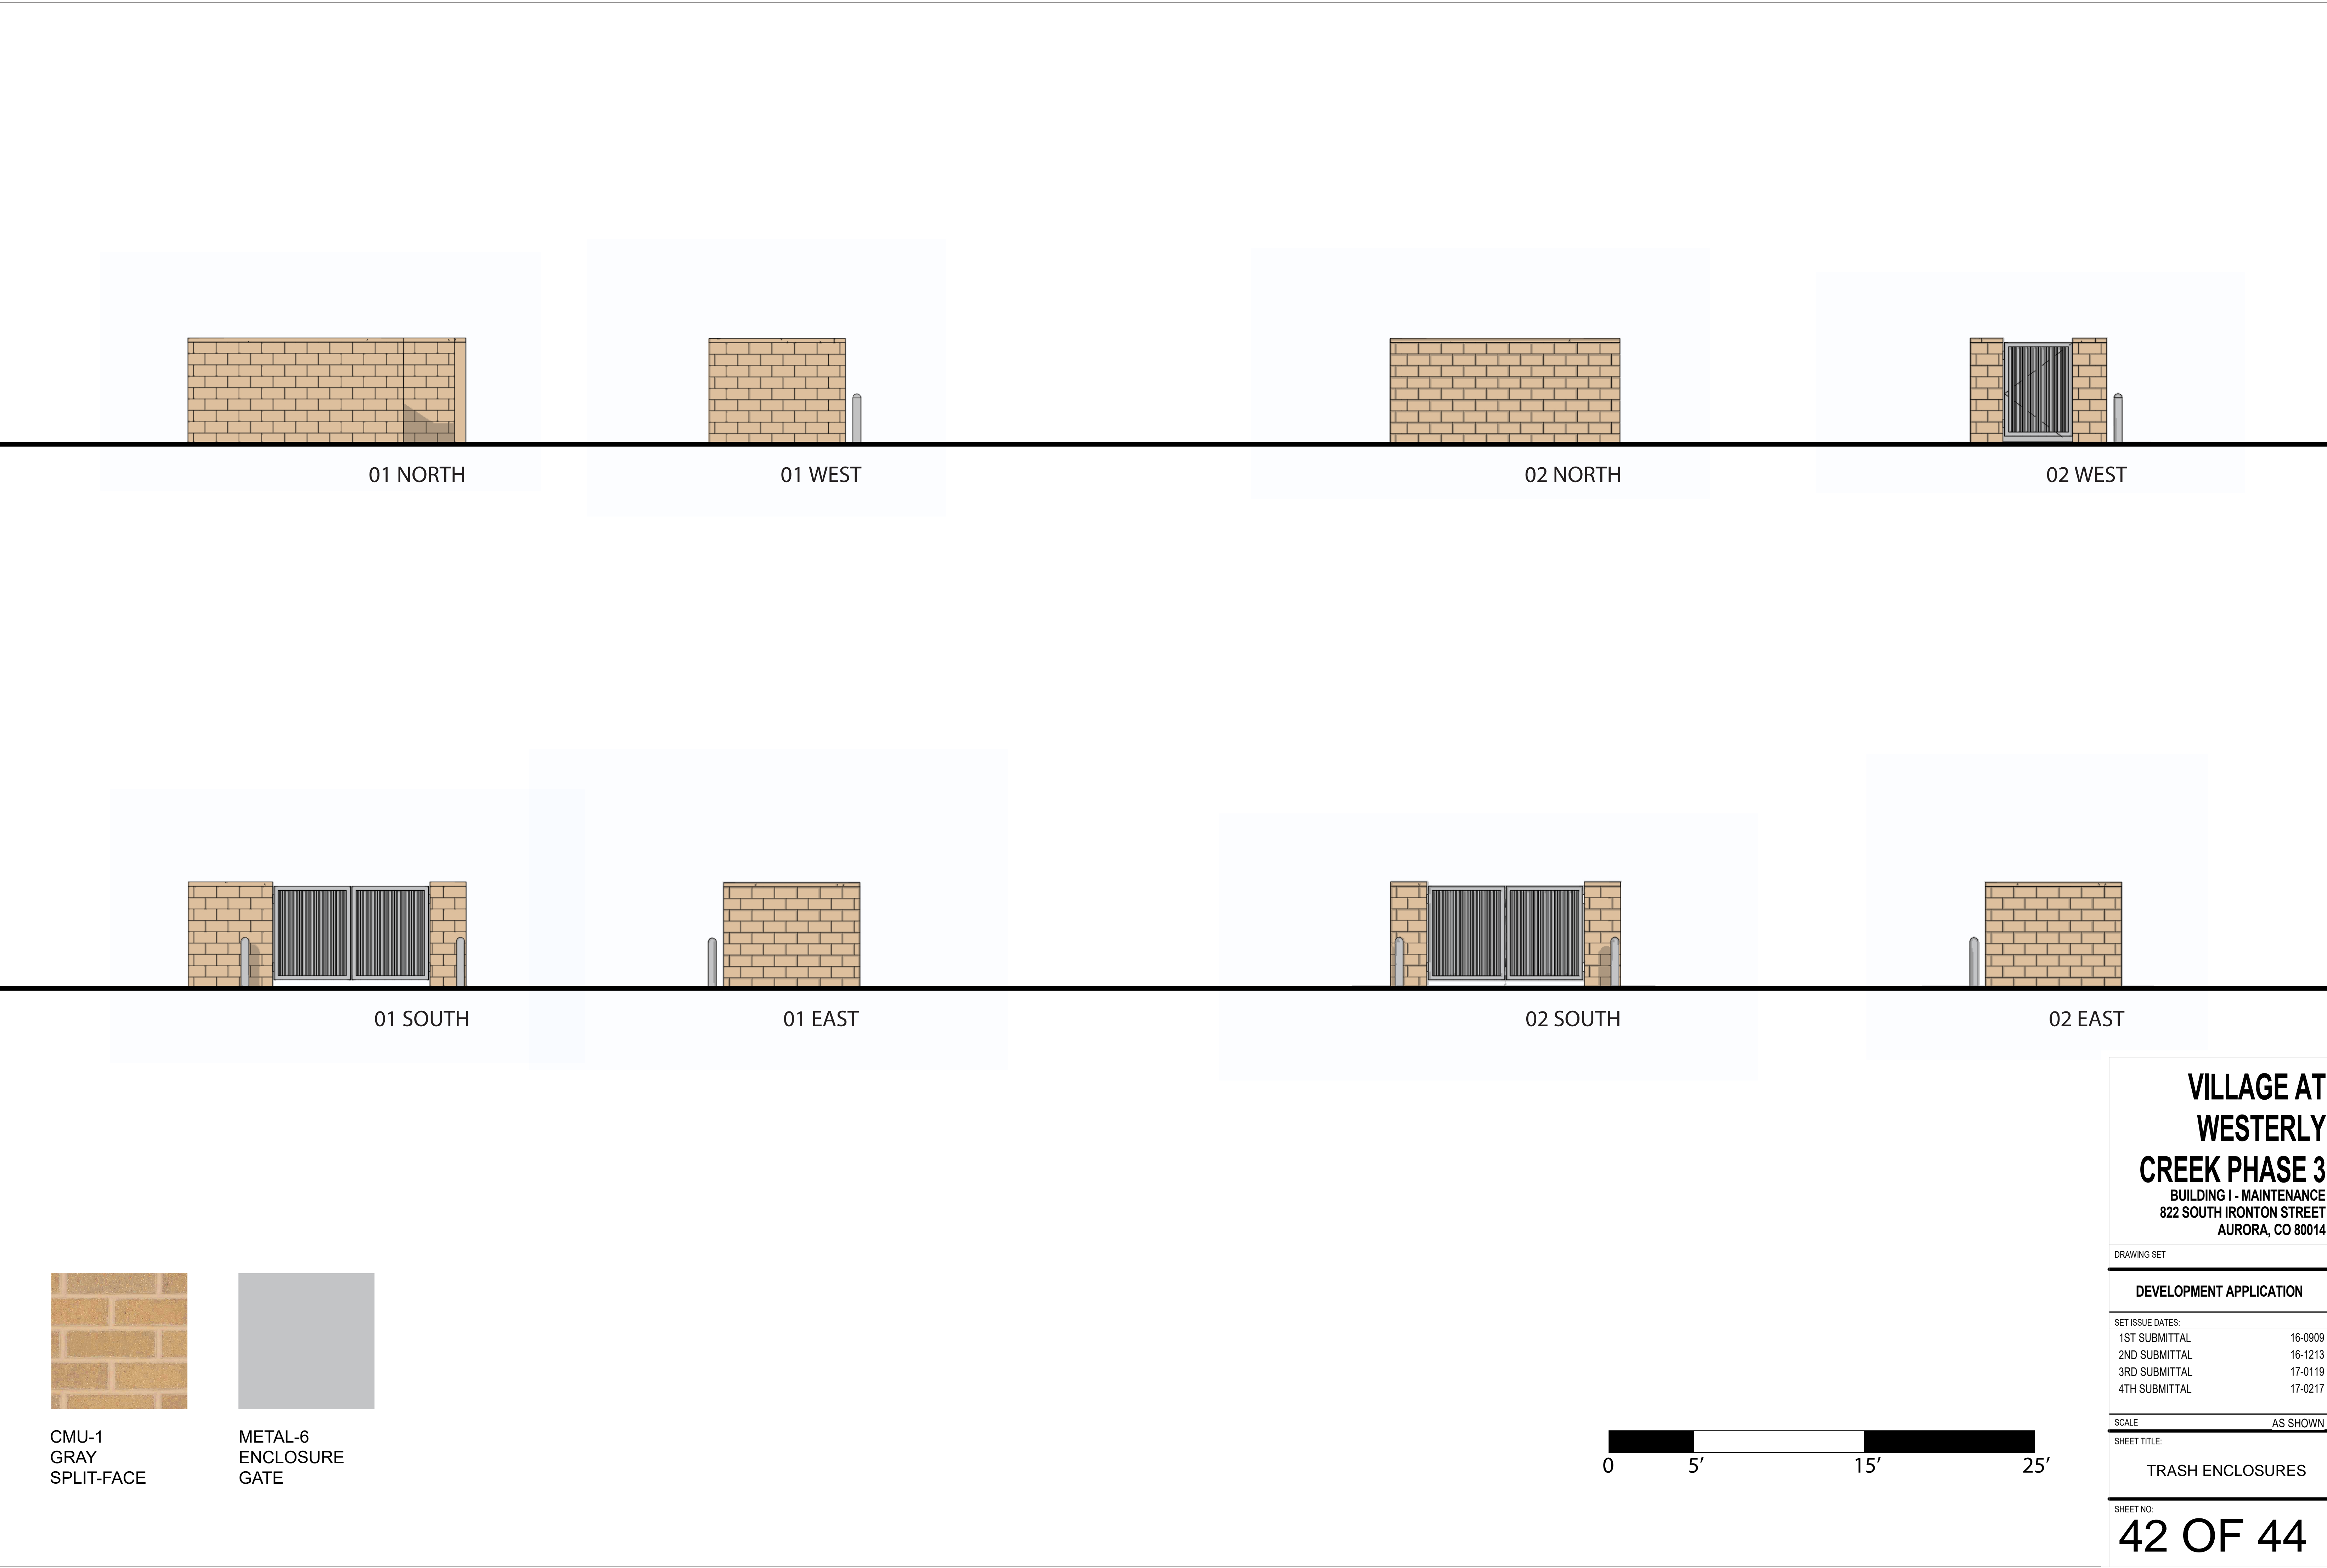 01 NORTH
01 WEST
02 NORTH
02 WEST
01 SOUTH
01 EAST
02 SOUTH
02 EAST
CMU-1
GRAY
SPLIT-FACE
METAL-6
ENCLOSURE
GATE
0 5’ 15’ 25’
VILLAGE AT
WESTERLY
CREEK PHASE 3
BUILDING I - MAINTENANCE
822 SOUTH IRONTON STREET
AURORA, CO 80014
DRAWING SET
DEVELOPMENT APPLICATION
SET ISSUE DATES:
1ST SUBMITTAL 16-0909
2ND SUBMITTAL 16-1213
3RD SUBMITTAL 17-0119
4TH SUBMITTAL 17-0217
SCALE AS SHOWN
SHEET TITLE:
TRASH ENCLOSURES
SHEET NO:
42 OF 44